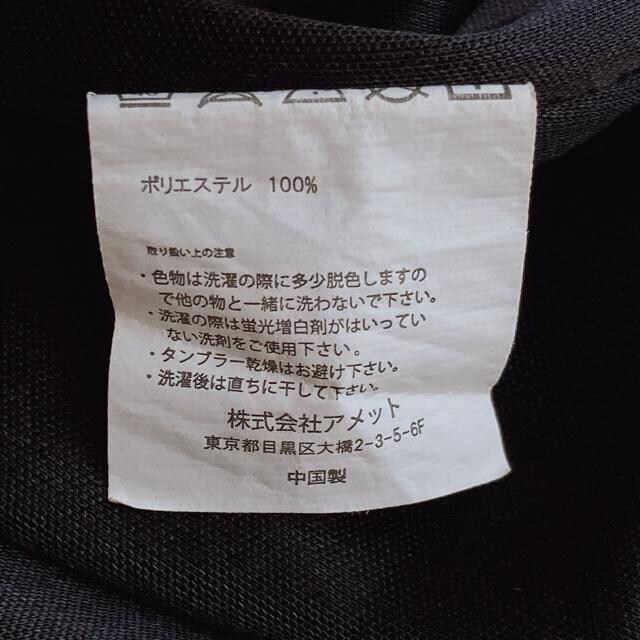 ポリエステル 100%
取り扱い上の注意
・色物は洗濯の際に多少脱色しますの
で他の物と一緒に洗わないで下さい。
・洗濯の際は蛍光増白剤がはいってい
ない洗剤をご使用下さい。
・タンブラー乾燥はお避け下さい。
・洗濯後は直ちに干して下さい。
株式会社アメット
東京都目黒区大橋2-3-5-6F
中国製